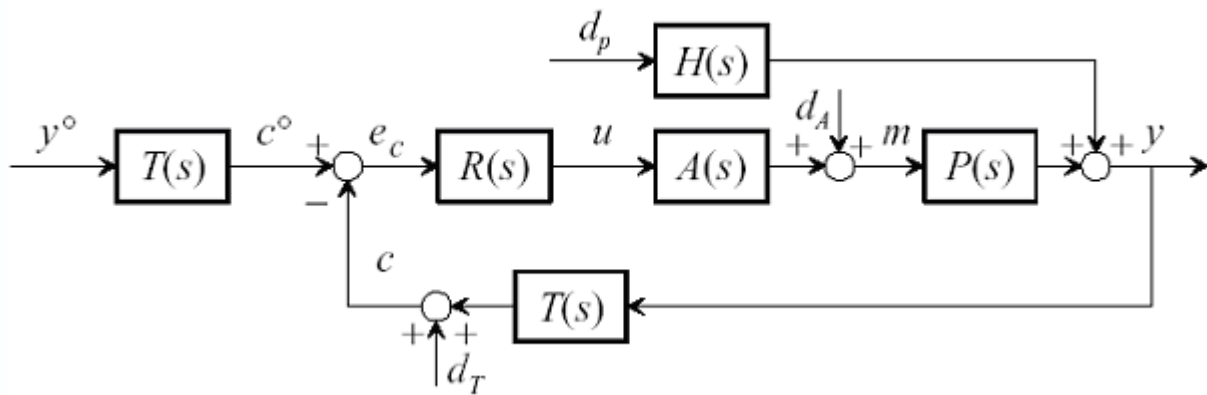 d_p H(s)
d_A
y° T(s) c° + e_c R(s) u A(s) + + m P(s) + + y
−
c
T(s)
+ +
d_T